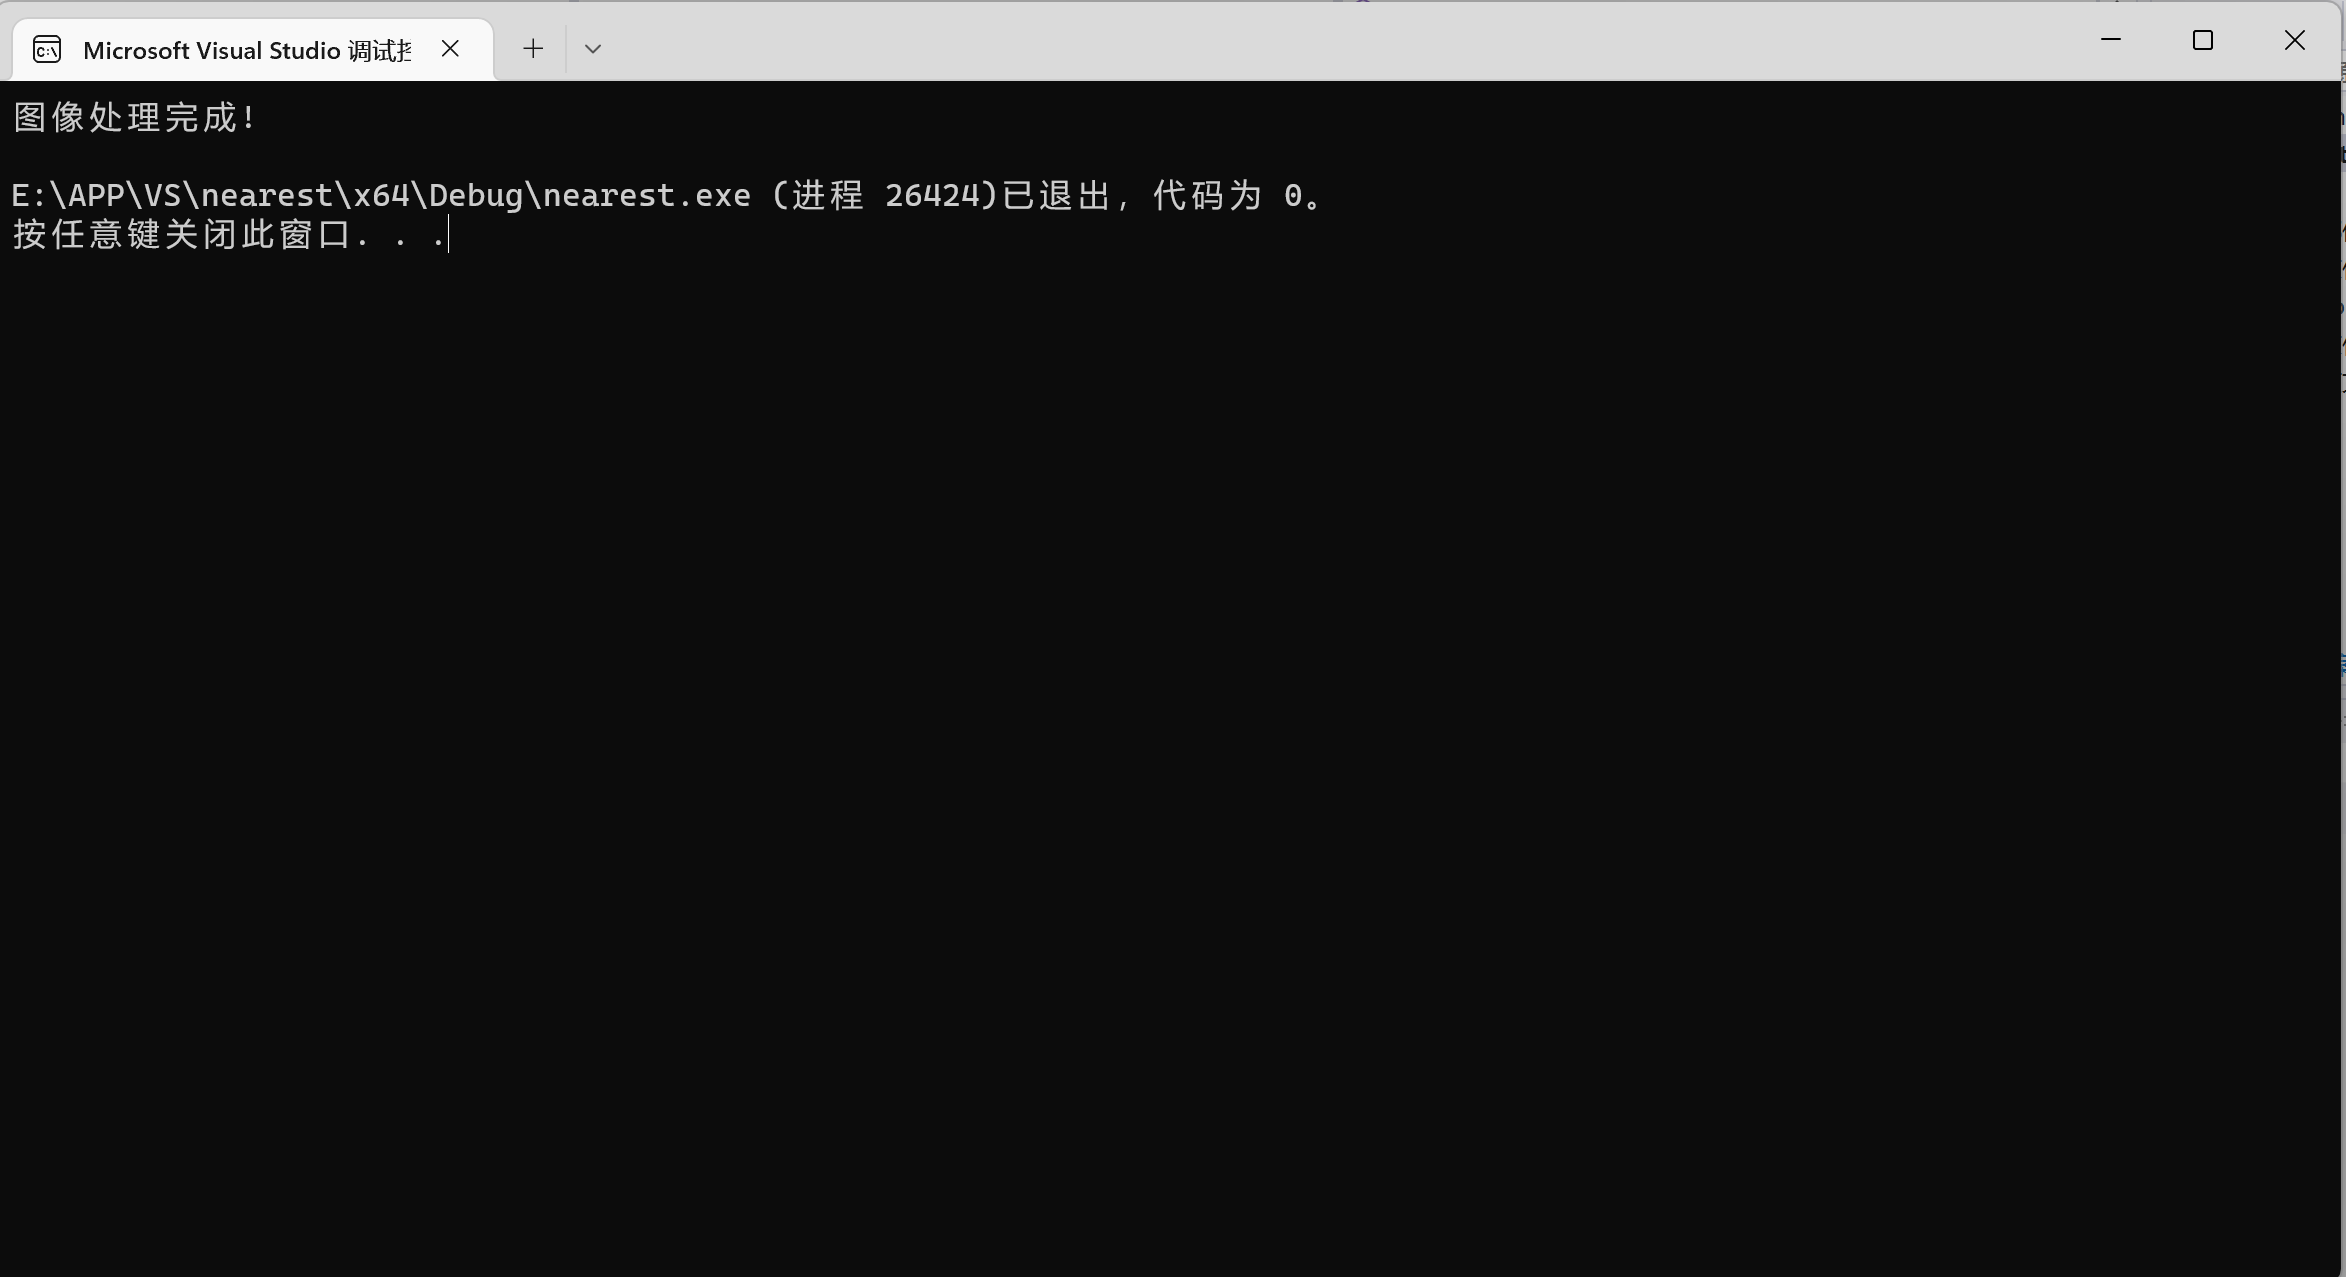 Microsoft Visual Studio 调试
图像处理完成!
E:\APP\VS\nearest\x64\Debug\nearest.exe (进程 26424)已退出,代码为 0。
按任意键关闭此窗口. . .